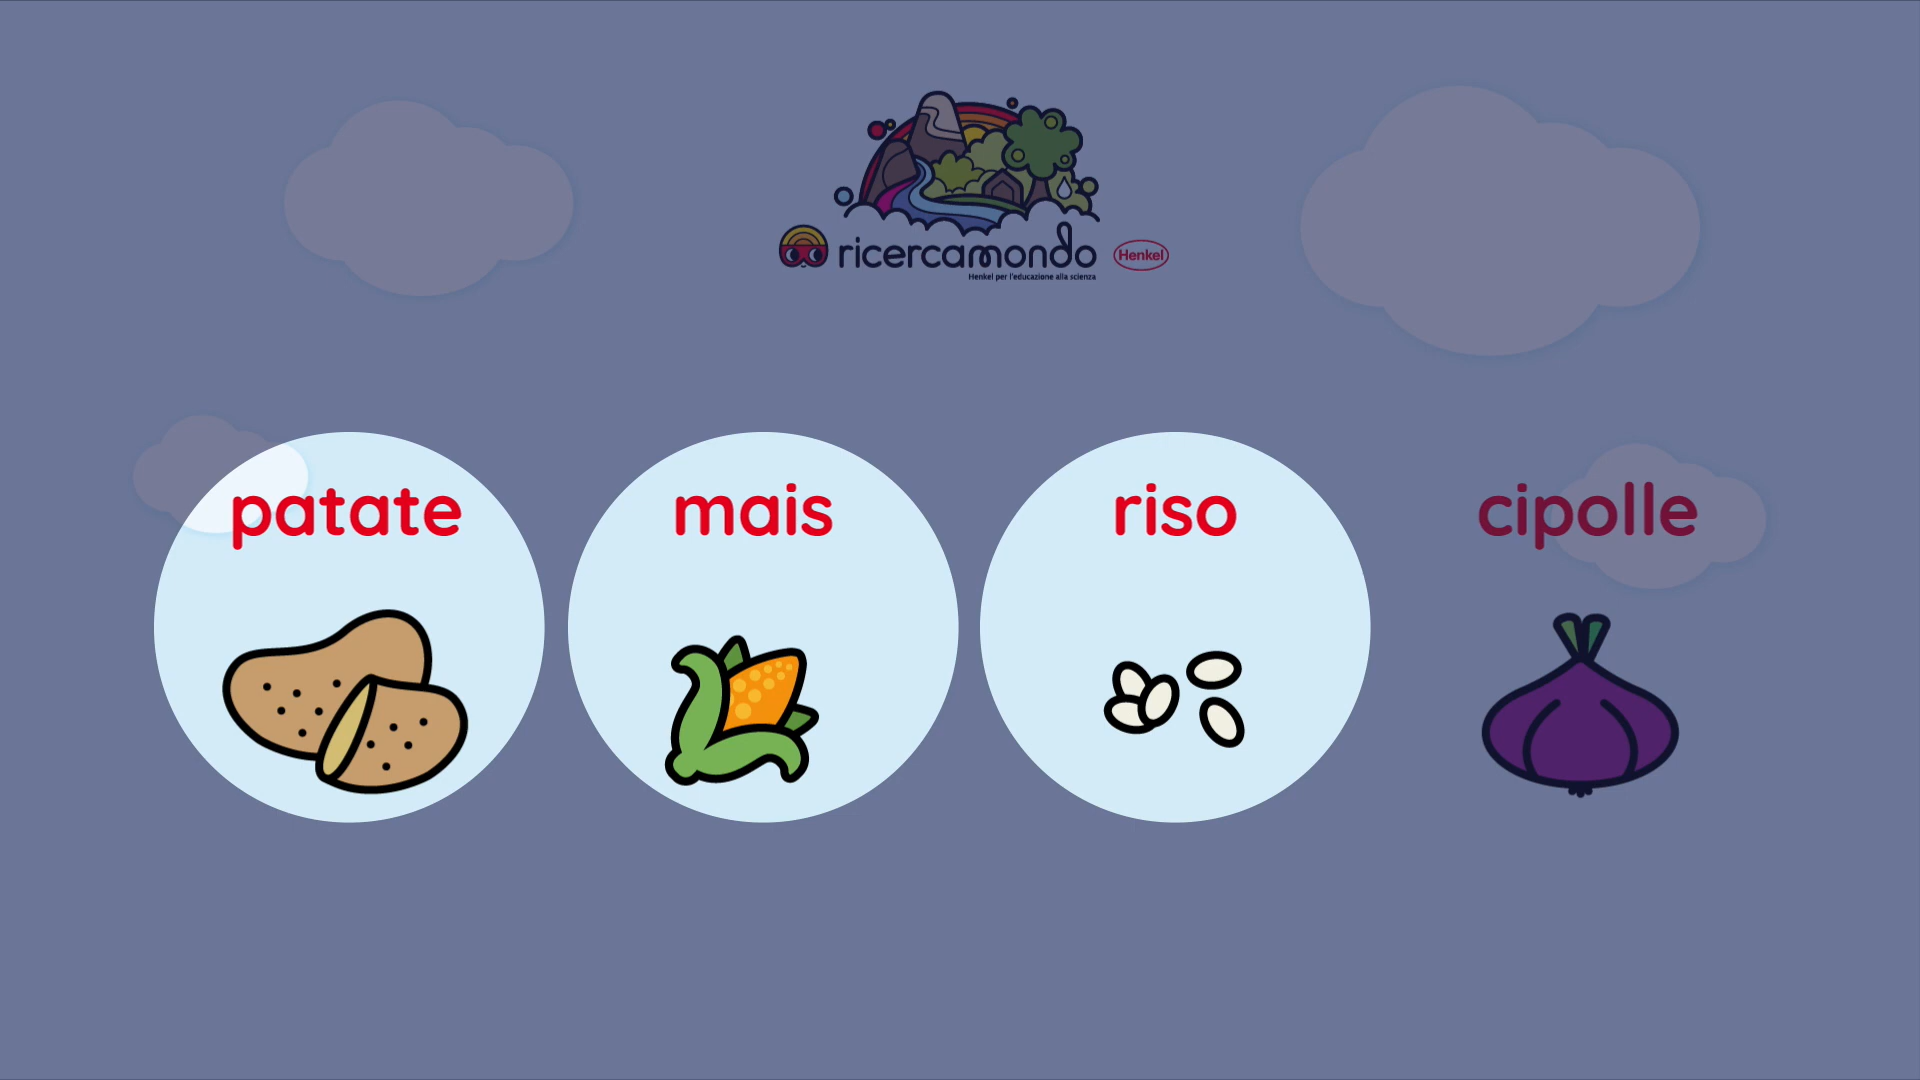 ricercamondo
Henkel
Henkel per l'educazione alla scienza
patate
mais
riso
cipolle